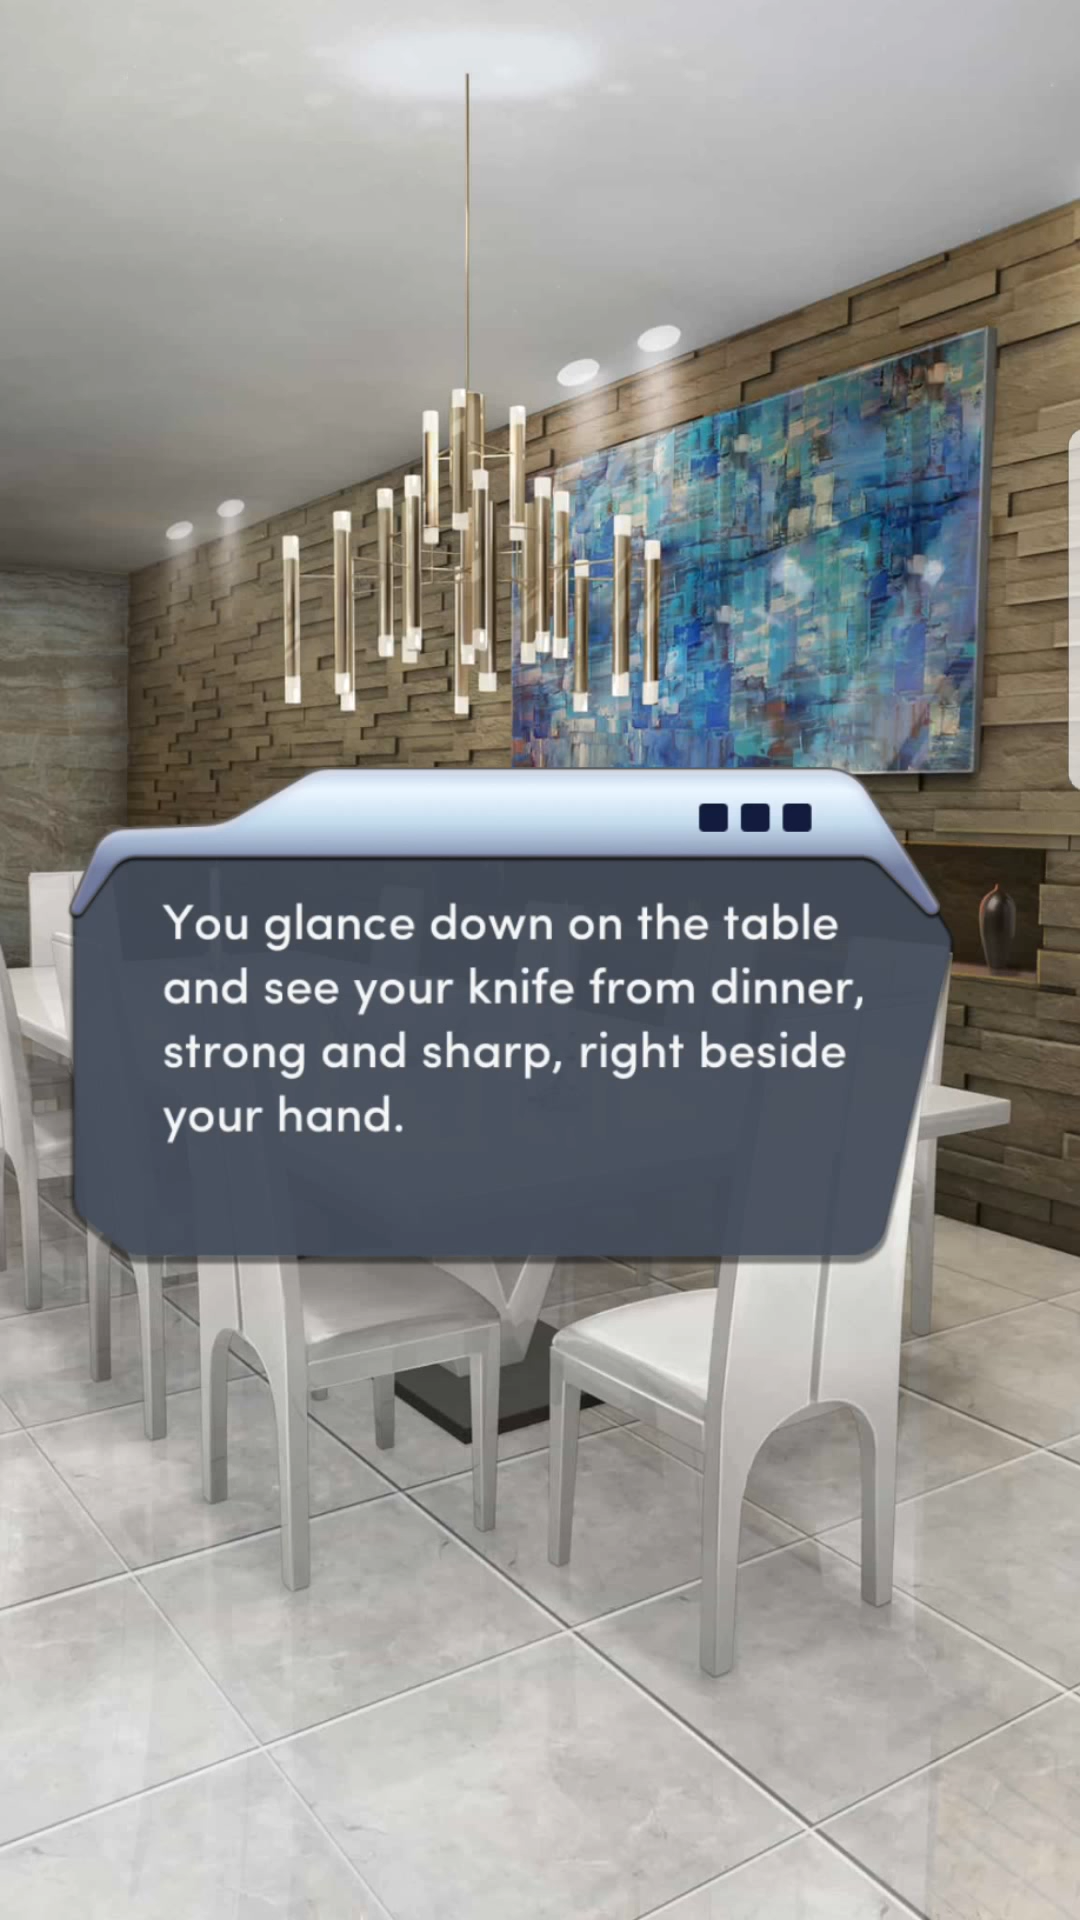 You glance down on the table
and see your knife from dinner,
strong and sharp, right beside
your hand.